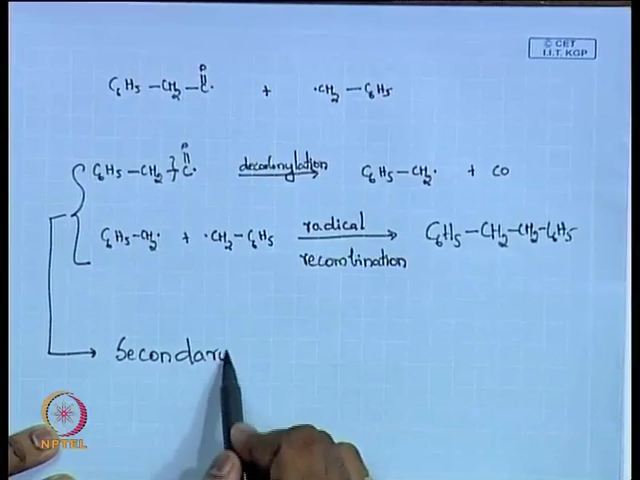 © CET
I.I.T. KGP
O
C6H5 — CH2 — C· + ·CH2 — C6H5
O
C6H5 — CH2 C· decarbonylation C6H5 — CH2· + CO
C6H5 — CH2· + ·CH2 — C6H5 radical C6H5 — CH2 — CH2 — C6H5
recombination
Secondary
NPTEL